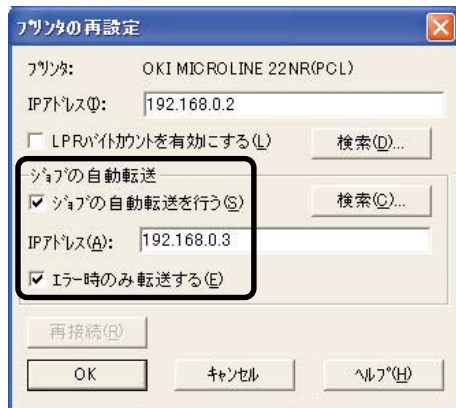 プリンタの再設定
プリンタ: OKI MICROLINE 22NR(PCL)
IPアドレス(I): 192.168.0.2
LPRバイトカウントを有効にする(L) 検索(D)...
ジョブの自動転送
ジョブの自動転送を行う(S) 検索(C)...
IPアドレス(A): 192.168.0.3
エラー時のみ転送する(E)
再接続(R)
OK キャンセル ヘルプ(H)